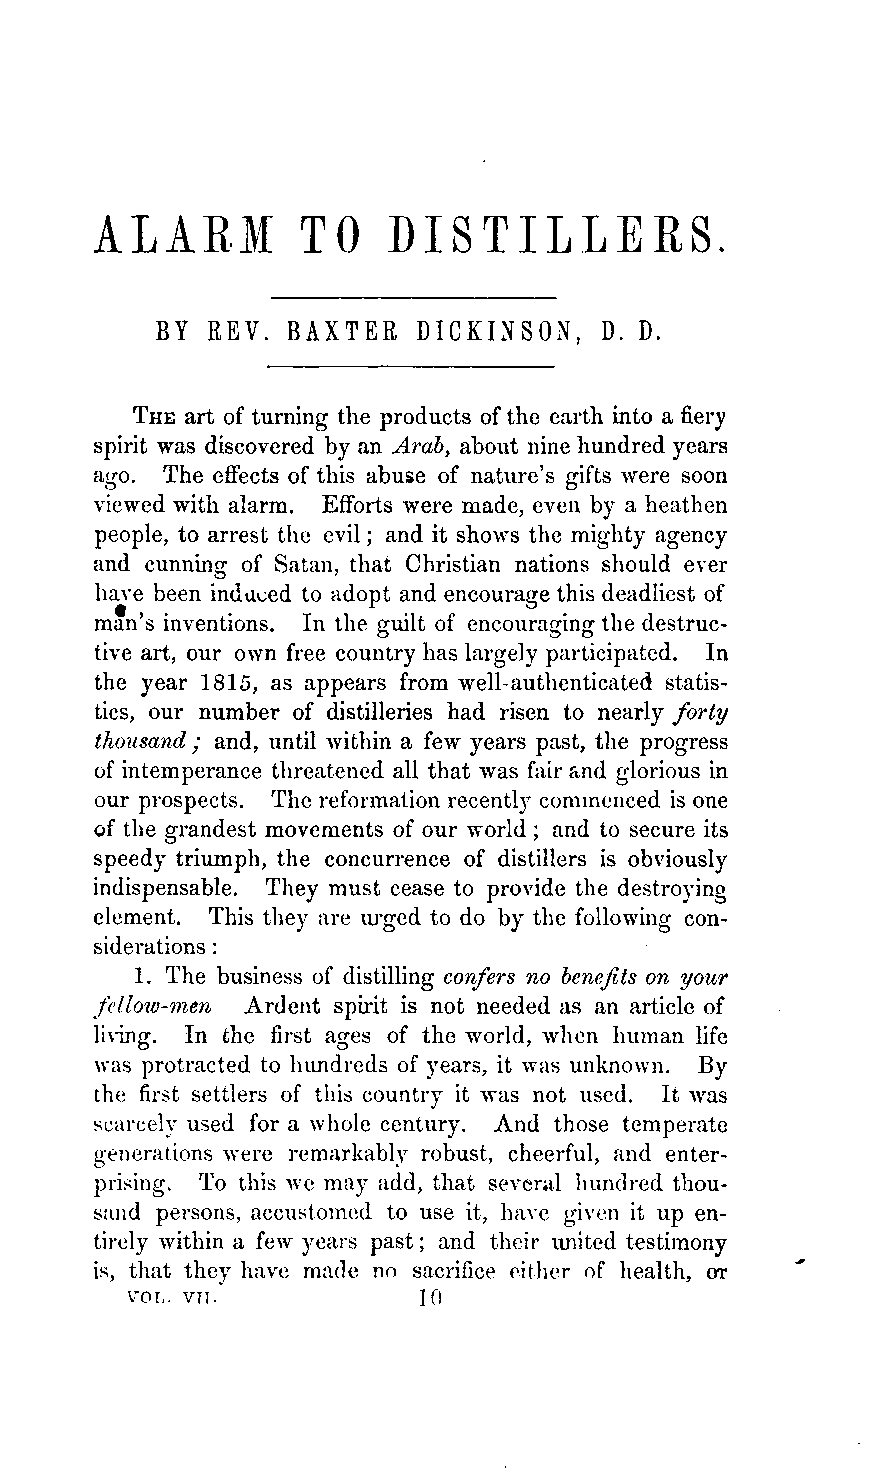 ALARM TO DISTILLERS.
BY REV. BAXTER DICKINSON, D. D.
THE art of turning the products of the earth into a fiery
spirit was discovered by an Arab, about nine hundred years
ago. The effects of this abuse of nature's gifts were soon
viewed with alarm. Efforts were made, even by a heathen
people, to arrest the evil; and it shows the mighty agency
and cunning of Satan, that Christian nations should ever
have been induced to adopt and encourage this deadliest of
man's inventions. In the guilt of encouraging the destruc-
tive art, our own free country has largely participated. In
the year 1815, as appears from well-authenticated statis-
tics, our number of distilleries had risen to nearly forty
thousand; and, until within a few years past, the progress
of intemperance threatened all that was fair and glorious in
our prospects. The reformation recently commenced is one
of the grandest movements of our world; and to secure its
speedy triumph, the concurrence of distillers is obviously
indispensable. They must cease to provide the destroying
element. This they are urged to do by the following con-
siderations:
1. The business of distilling confers no benefits on your
fellow-men Ardent spirit is not needed as an article of
living. In the first ages of the world, when human life
was protracted to hundreds of years, it was unknown. By
the first settlers of this country it was not used. It was
scarcely used for a whole century. And those temperate
generations were remarkably robust, cheerful, and enter-
prising. To this we may add, that several hundred thou-
sand persons, accustomed to use it, have given it up en-
tirely within a few years past; and their united testimony
is, that they have made no sacrifice either of health, or
VOL. VII. 10